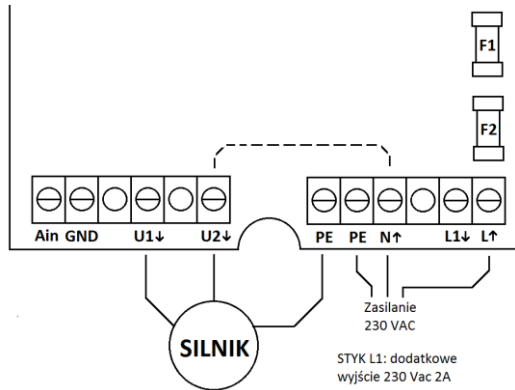 F1
F2
Ain GND U1↓ U2↓ PE PE N↑ L1↓ L↑
SILNIK
Zasilanie
230 VAC
STYK L1: dodatkowe
wyjście 230 Vac 2A